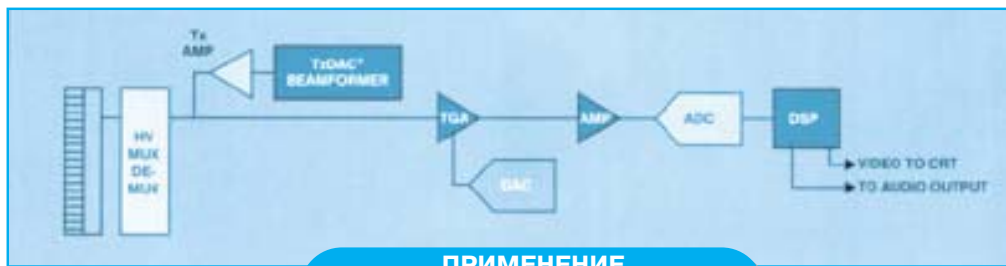 Tx
AMP
TxDAC®
BEAMFORMER
HV
MUX
DE-
MUX
TGA
AMP
ADC
DSP
DAC
VIDEO TO CRT
TO AUDIO OUTPUT
ПРИМЕНЕНИЕ